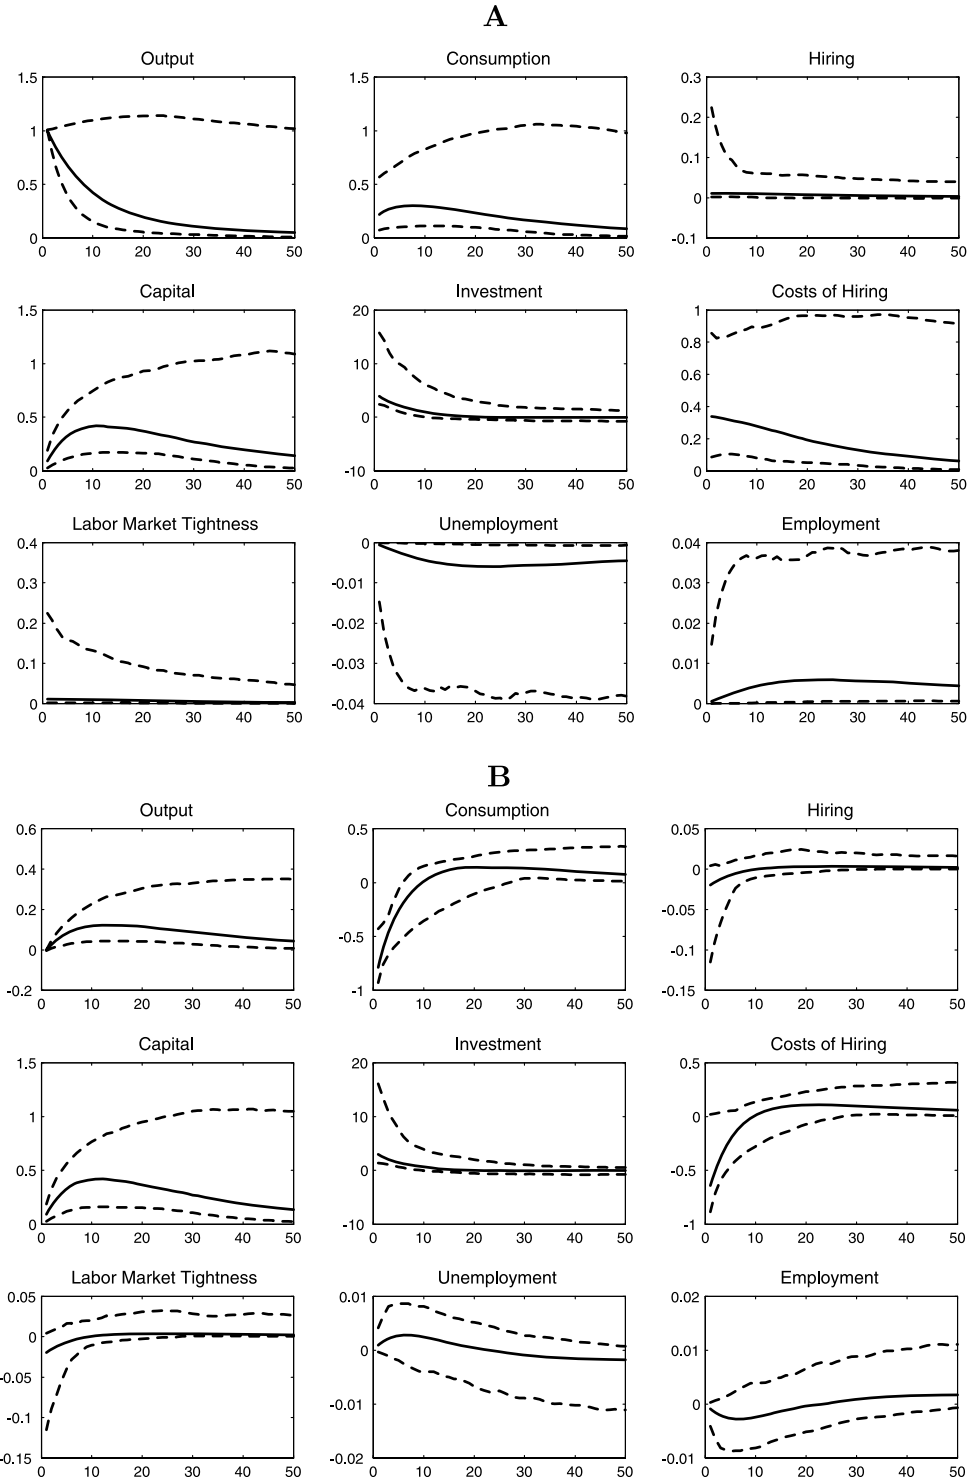 A
Output Consumption Hiring
1.5 1.5 0.3
1 1 0.2
0.5 0.5 0.1
0
0 0 -0.1
0 10 20 30 40 50 0 10 20 30 40 50 0 10 20 30 40 50
Capital Investment Costs of Hiring
1.5 20 1
0.8
1 10 0.6
0.5 0 0.4
0.2
0 -10 0
0 10 20 30 40 50 0 10 20 30 40 50 0 10 20 30 40 50
Labor Market Tightness Unemployment Employment
0.4 0 0.04
0.3 -0.01 0.03
0.2 -0.02 0.02
0.1 -0.03 0.01
0 -0.04 0
0 10 20 30 40 50 0 10 20 30 40 50 0 10 20 30 40 50
B
Output Consumption Hiring
0.6 0.5 0.05
0.4 0 0
0.2 -0.05
0 -0.5 -0.1
-0.2 -1 -0.15
0 10 20 30 40 50 0 10 20 30 40 50 0 10 20 30 40 50
Capital Investment Costs of Hiring
1.5 20 0.5
1 10 0
0.5 0 -0.5
0 -10 -1
0 10 20 30 40 50 0 10 20 30 40 50 0 10 20 30 40 50
Labor Market Tightness Unemployment Employment
0.05 0.01 0.02
0 0 0.01
-0.05
-0.1 -0.01 0
-0.15 -0.02 -0.01
0 10 20 30 40 50 0 10 20 30 40 50 0 10 20 30 40 50